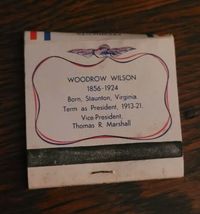 WOODROW WILSON
1856-1924
Born, Staunton, Virginia.
Term as President, 1913-21.
Vice-President,
Thomas R. Marshall